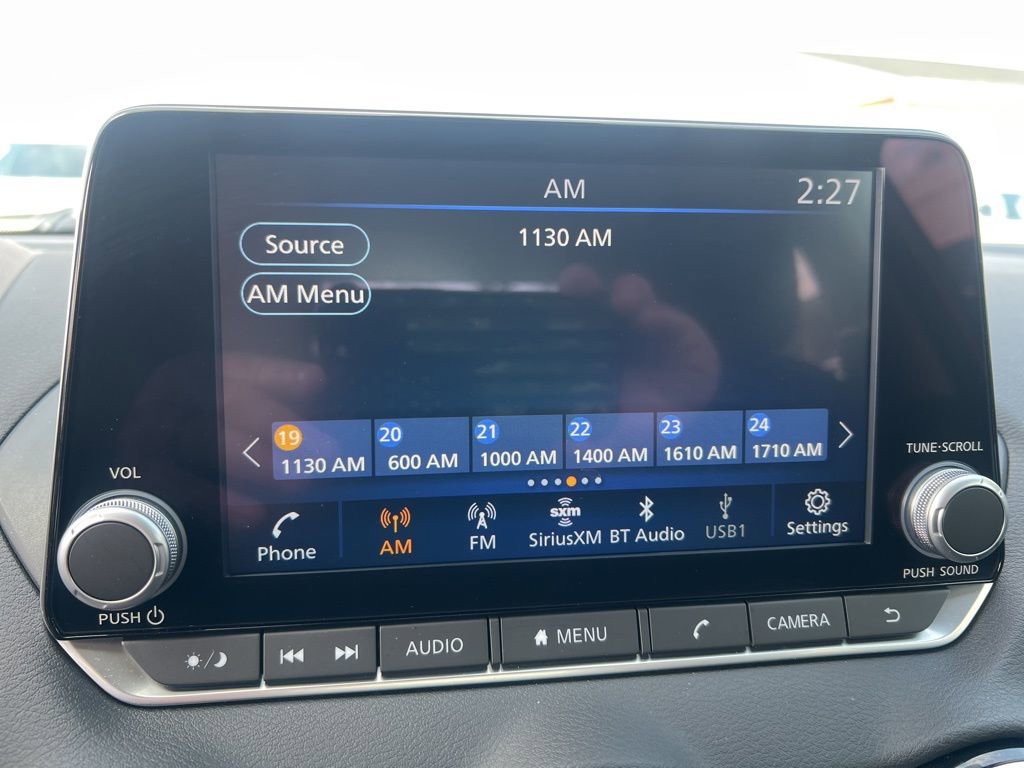 AM
2:27
Source
1130 AM
AM Menu
19
20
21
22
23
24
1130 AM
600 AM
1000 AM
1400 AM
1610 AM
1710 AM
VOL
TUNE·SCROLL
Phone
AM
FM
sxm
SiriusXM
BT Audio
USB1
Settings
PUSH
PUSH SOUND
AUDIO
MENU
CAMERA